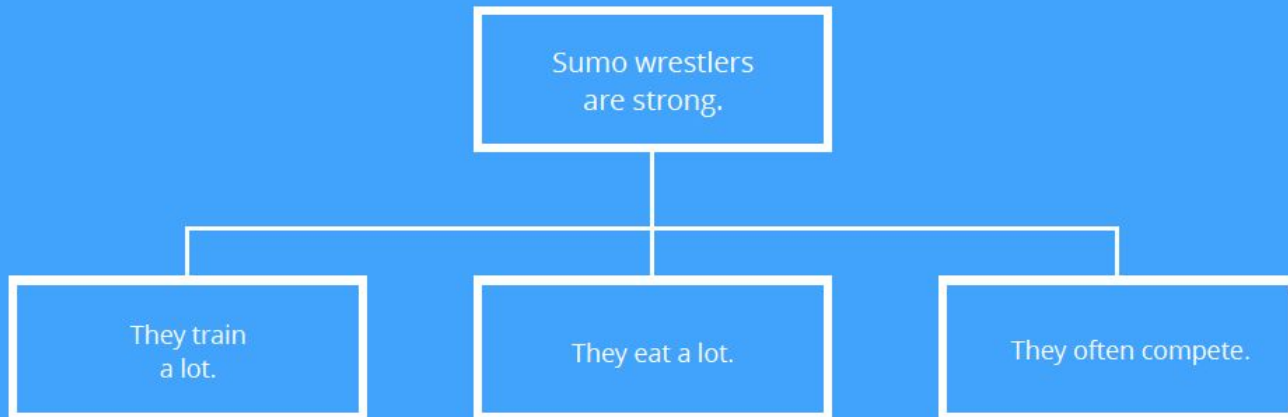 Sumo wrestlers
are strong.
They train
a lot.
They eat a lot.
They often compete.